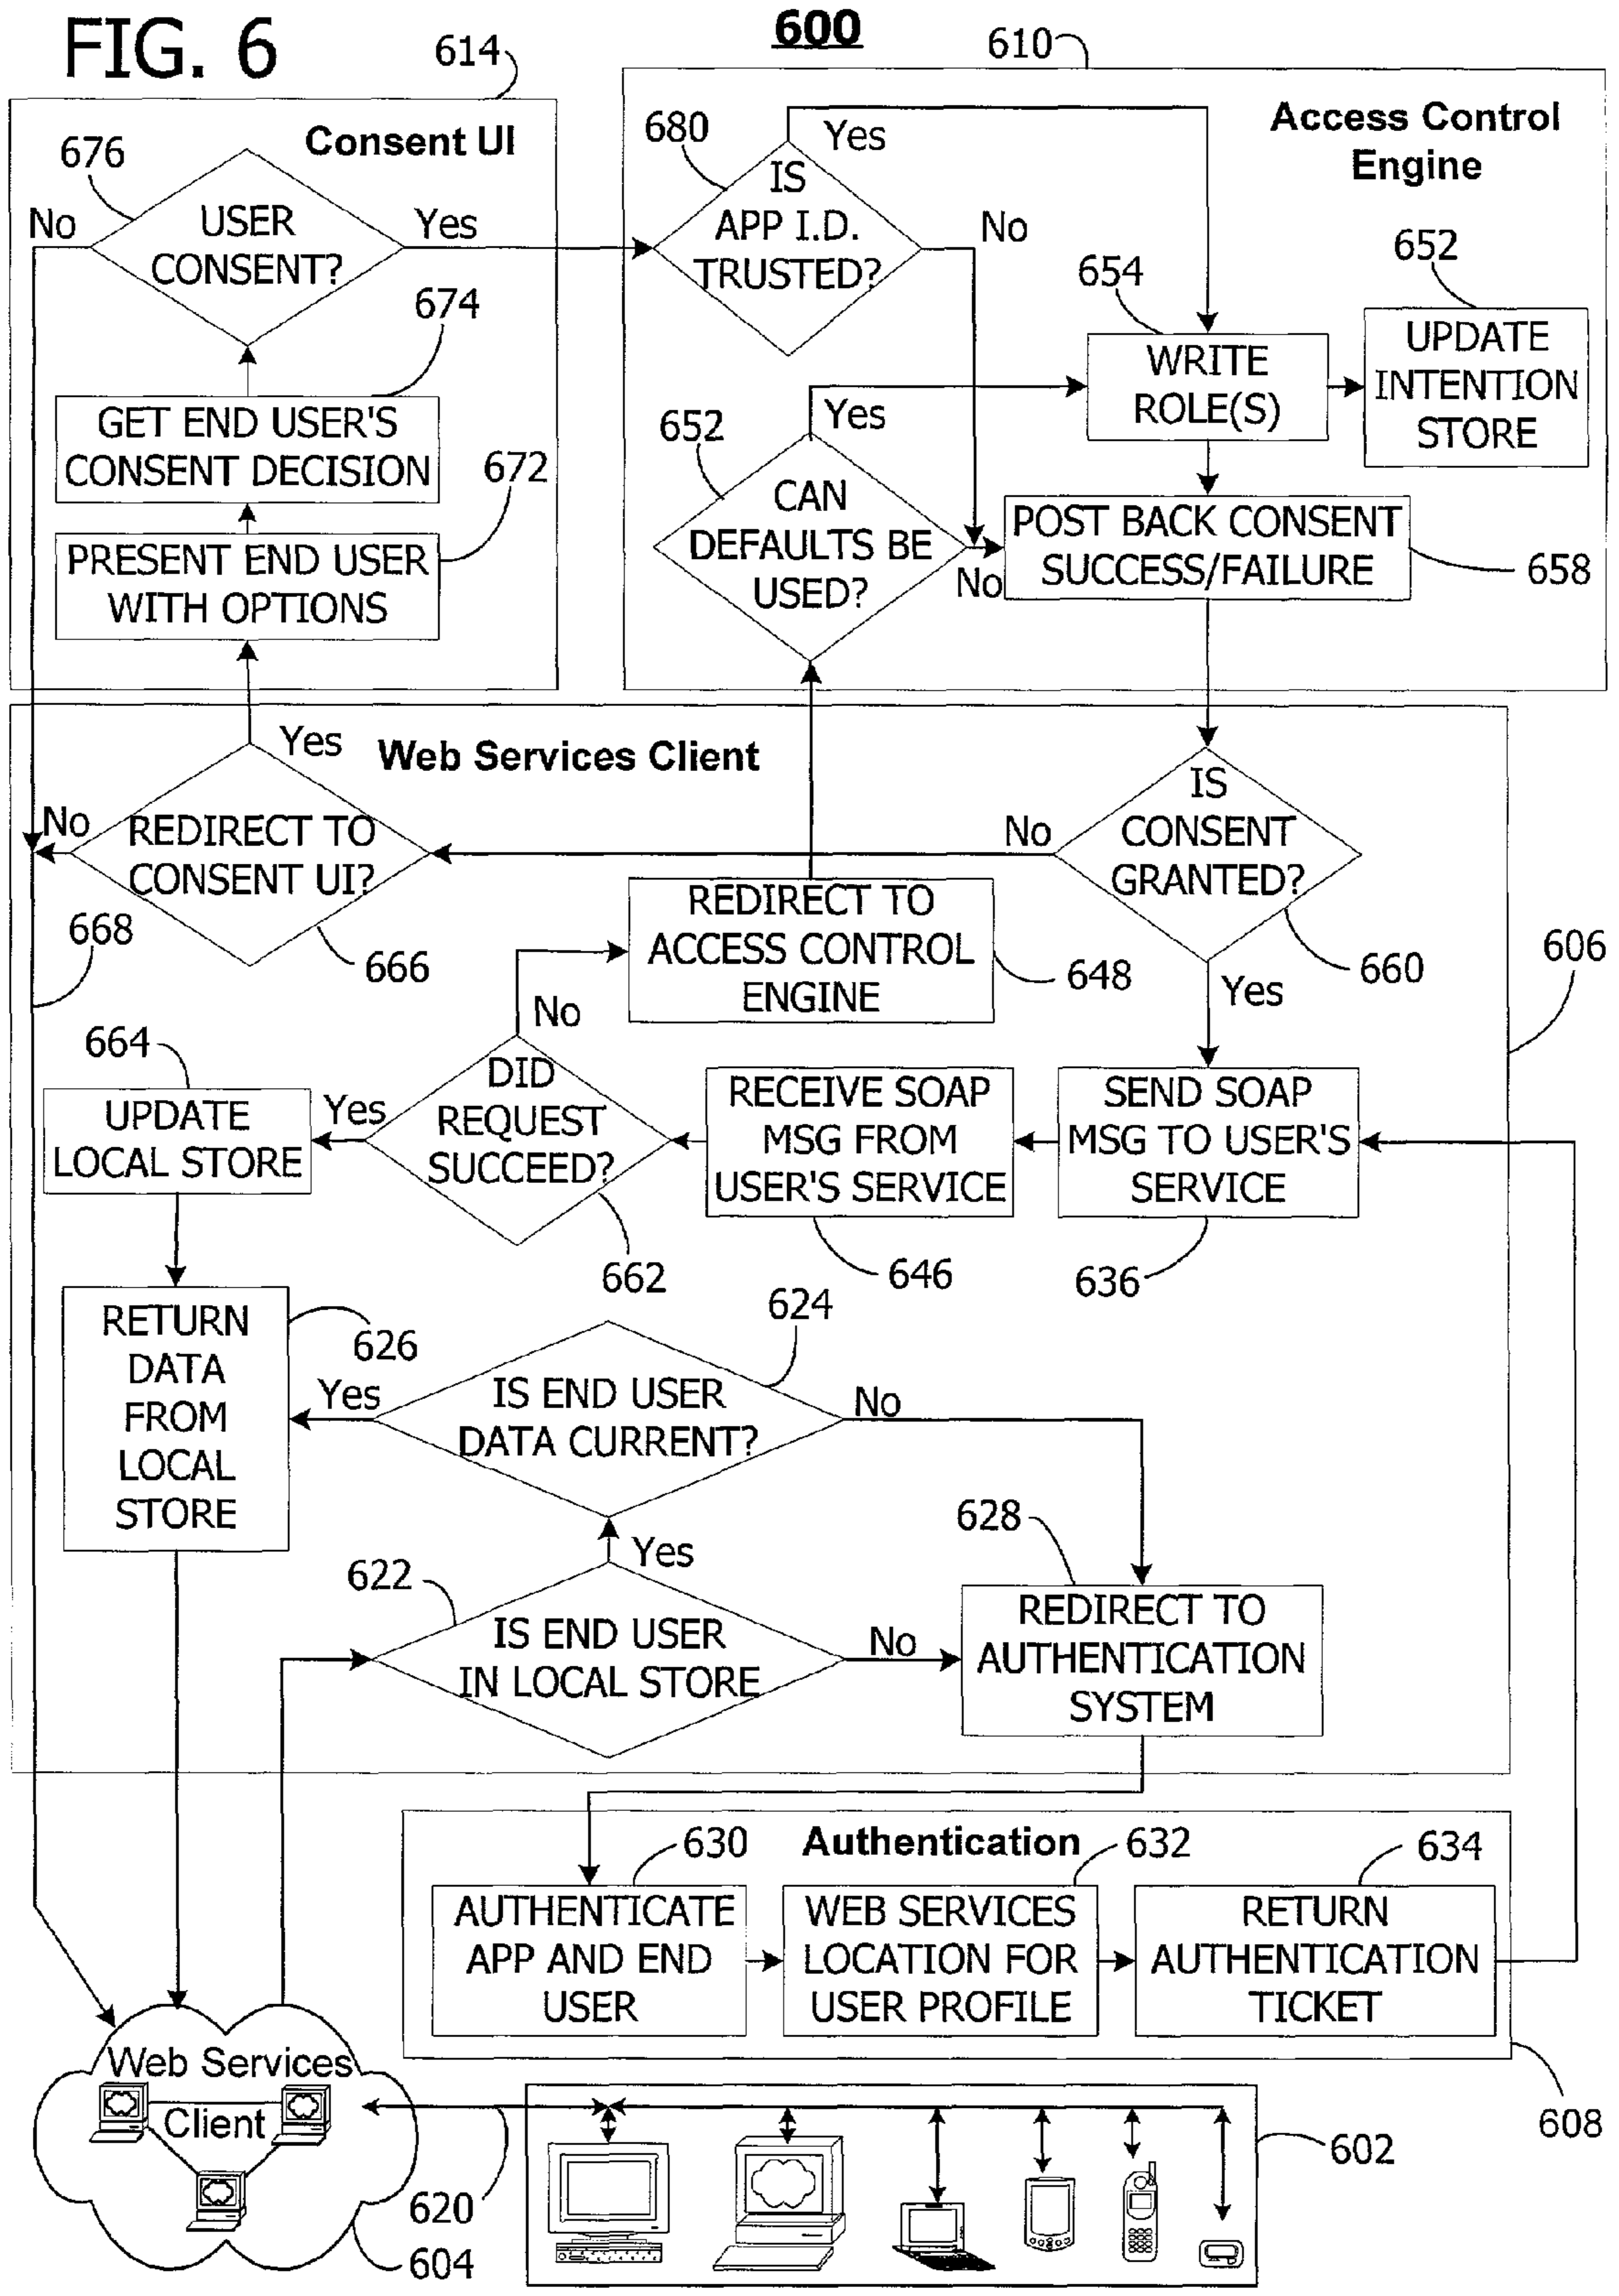 FIG. 6
600
614
610
Consent UI
Access Control
Engine
676
USER
CONSENT?
No
Yes
674
GET END USER'S
CONSENT DECISION
672
PRESENT END USER
WITH OPTIONS
680
IS
APP I.D.
TRUSTED?
Yes
No
654
WRITE
ROLE(S)
652
UPDATE
INTENTION
STORE
652
CAN
DEFAULTS BE
USED?
Yes
No
POST BACK CONSENT
SUCCESS/FAILURE
658
Web Services Client
Yes
No
REDIRECT TO
CONSENT UI?
668
666
No
IS
CONSENT
GRANTED?
660
Yes
606
REDIRECT TO
ACCESS CONTROL
ENGINE
648
No
664
UPDATE
LOCAL STORE
Yes
DID
REQUEST
SUCCEED?
662
RECEIVE SOAP
MSG FROM
USER'S SERVICE
646
SEND SOAP
MSG TO USER'S
SERVICE
636
RETURN
DATA
FROM
LOCAL
STORE
626
Yes
624
IS END USER
DATA CURRENT?
No
Yes
622
IS END USER
IN LOCAL STORE
No
628
REDIRECT TO
AUTHENTICATION
SYSTEM
Authentication
630
AUTHENTICATE
APP AND END
USER
632
WEB SERVICES
LOCATION FOR
USER PROFILE
634
RETURN
AUTHENTICATION
TICKET
608
Web Services
Client
620
604
602